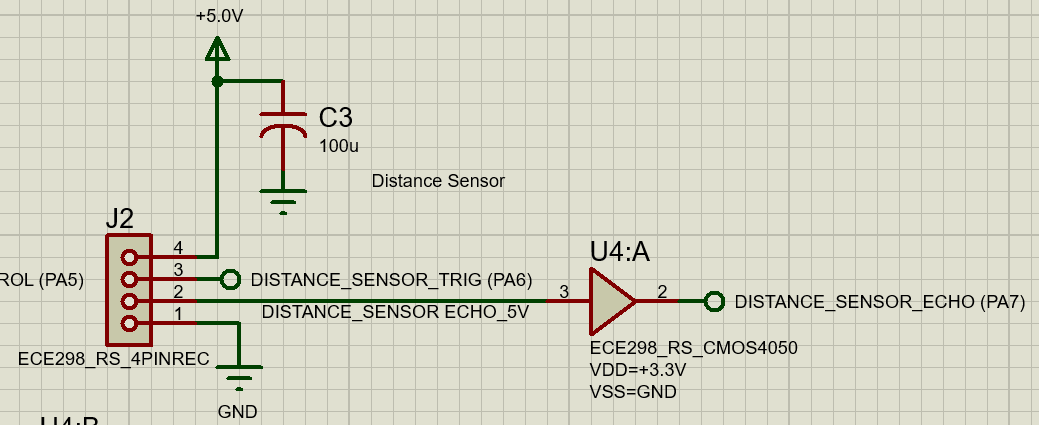 +5.0V
C3
100u
Distance Sensor
J2
4
3
2
1
ROL (PA5)
DISTANCE_SENSOR_TRIG (PA6)
DISTANCE_SENSOR ECHO_5V
ECE298_RS_4PINREC
GND
U4:A
3
2
DISTANCE_SENSOR_ECHO (PA7)
ECE298_RS_CMOS4050
VDD=+3.3V
VSS=GND
U4:B